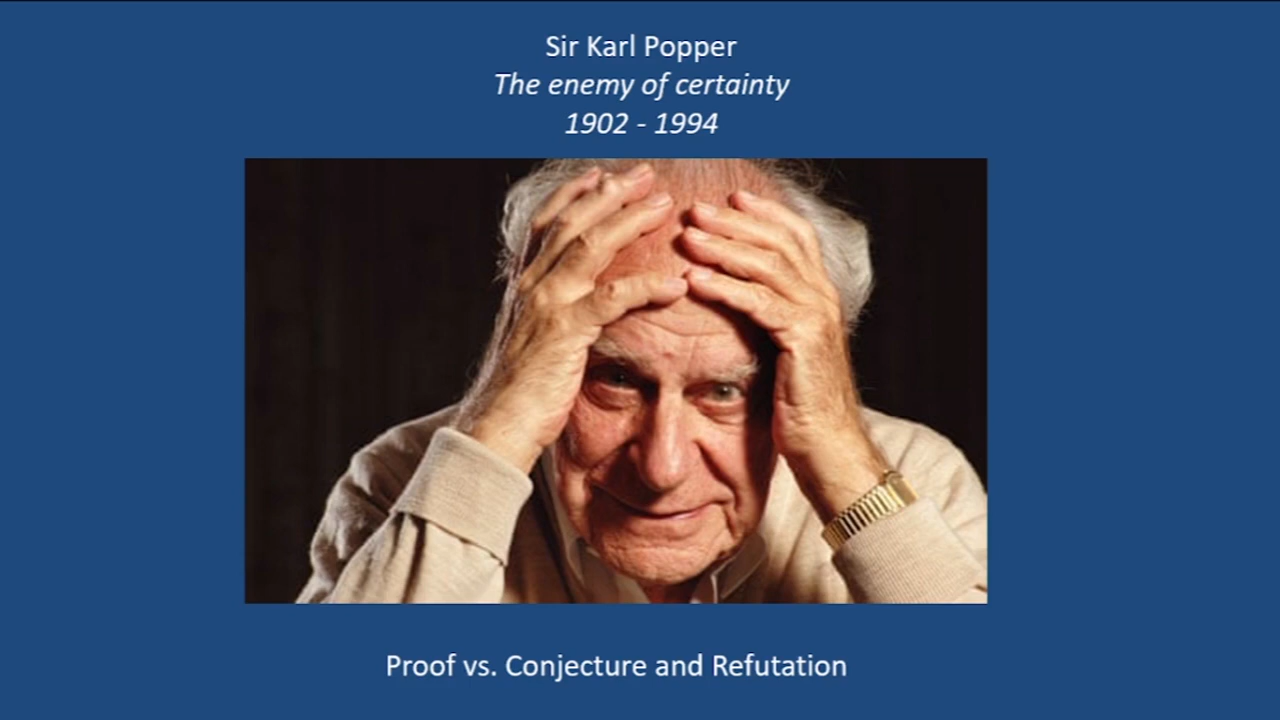 Sir Karl Popper
The enemy of certainty
1902 - 1994
Proof vs. Conjecture and Refutation